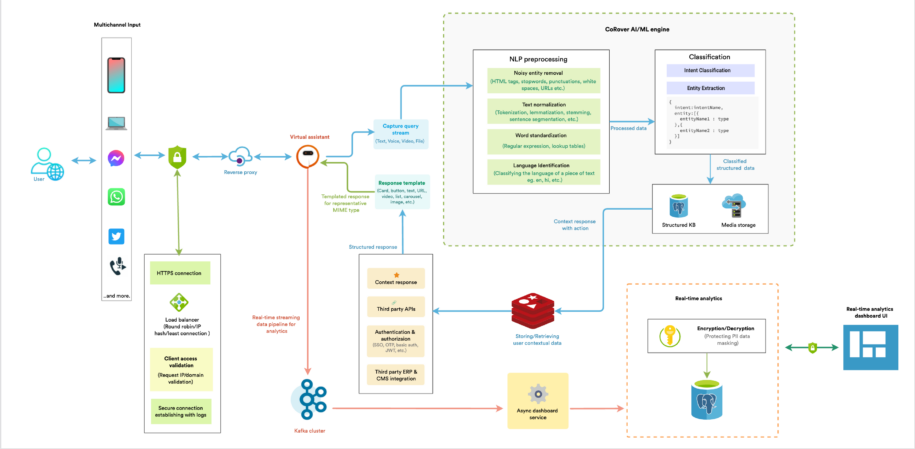 Multichannel Input
...and more.
User
HTTPS connection
Load balancer
(Round robin/IP
hash/least connection )
Client access
validation
(Request IP/domain
validation)
Secure connection
establishing with logs
Reverse proxy
Virtual assistant
Capture query
stream
(Text, Voice, Video, File)
Response template
(Card, button, text, URL,
video, list, carousel,
image, etc.)
Templated response
for representative
MIME type
Structured response
Real-time streaming
data pipeline for
analytics
Context response
Third party APIs
Authentication &
authorizaion
(SSO, OTP, basic auth,
JWT, etc.)
Third party ERP &
CMS integration
Kafka cluster
CoRover AI/ML engine
NLP preprocessing
Noisy entity removal
(HTML tags, stopwords, punctuations, white
spaces, URLs etc.)
Text normalization
(Tokenization, lemmatization, stemming,
sentence segmentation, etc.)
Word standardization
(Regular expression, lookup tables)
Language identification
(Classifying the language of a piece of text
eg. en, hi, etc.)
Processed data
Classification
Intent Classification
Entity Extraction
[
intent:intentName,
entity:[{
entityName1 : type
},{
entityName2 : type
}]
]
Classified
structured data
Structured KB
Media storage
Context response
with action
Storing/Retrieving
user contextual data
Async dashboard
service
Real-time analytics
Encryption/Decryption
(Protecting PII data
masking)
Real-time analytics
dashboard UI